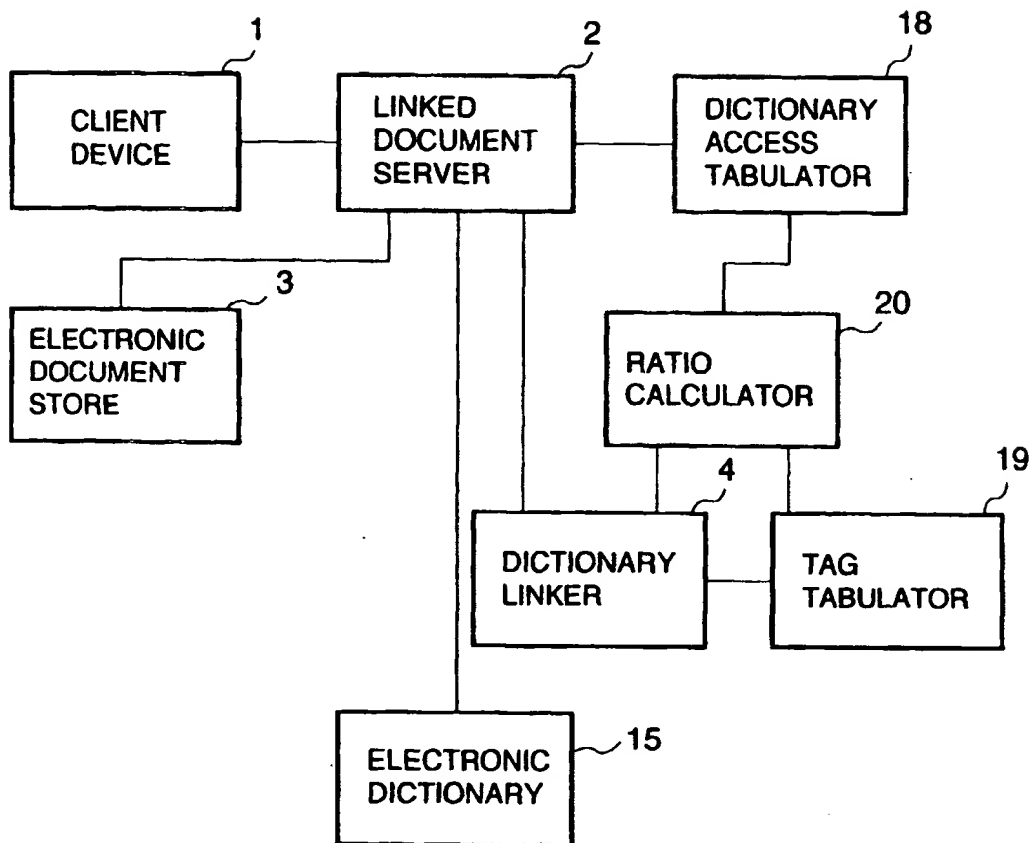 1
2
18
CLIENT
DEVICE
LINKED
DOCUMENT
SERVER
DICTIONARY
ACCESS
TABULATOR
3
ELECTRONIC
DOCUMENT
STORE
20
RATIO
CALCULATOR
4
19
DICTIONARY
LINKER
TAG
TABULATOR
15
ELECTRONIC
DICTIONARY